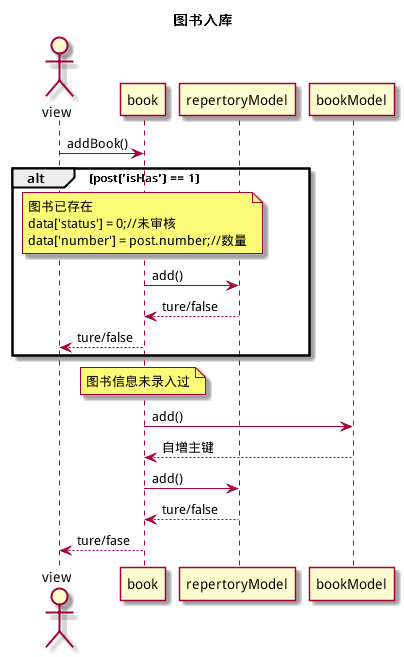 图书入库
view
book
repertoryModel
bookModel
addBook()
alt
[post['isHas'] == 1]
图书已存在
data['status'] = 0;//未审核
data['number'] = post.number;//数量
add()
ture/false
ture/false
图书信息未录入过
add()
自增主键
add()
ture/false
ture/fase
view
book
repertoryModel
bookModel